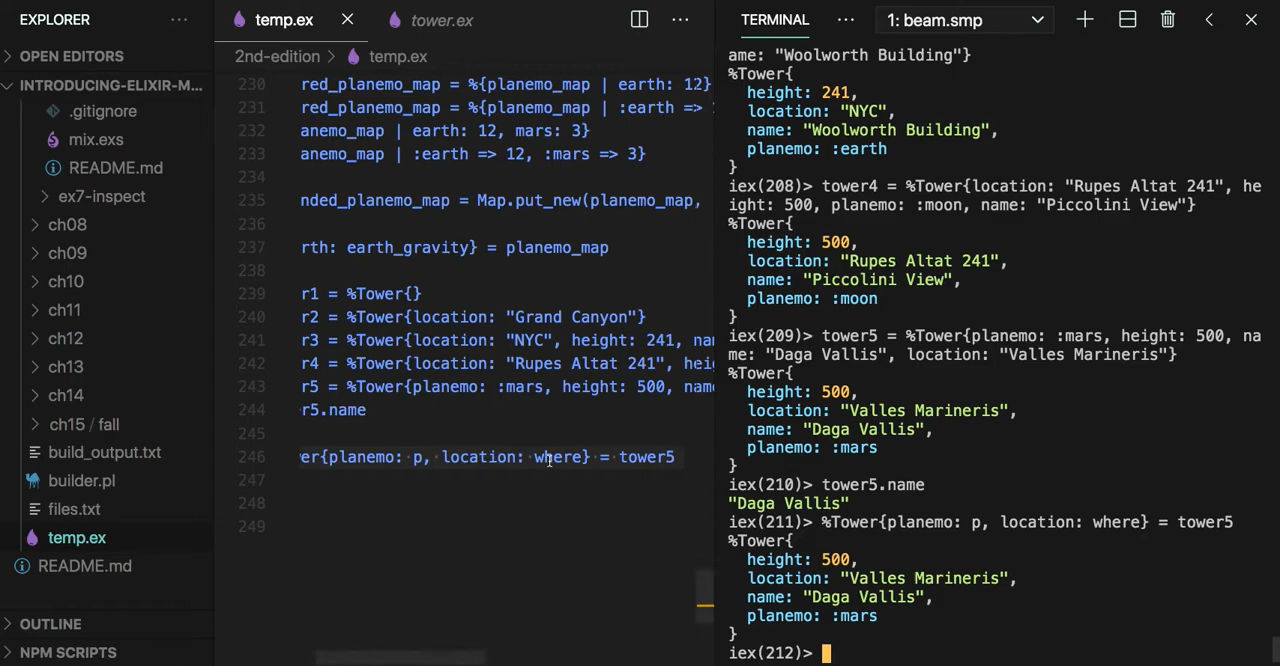 EXPLORER
OPEN EDITORS
INTRODUCING-ELIXIR-M...
.gitignore
mix.exs
README.md
ex7-inspect
ch08
ch09
ch10
ch11
ch12
ch13
ch14
ch15 / fall
build_output.txt
builder.pl
files.txt
temp.ex
README.md
OUTLINE
NPM SCRIPTS
temp.ex
tower.ex
2nd-edition > temp.ex
230 red_planemo_map = %{planemo_map | earth: 12}
231 red_planemo_map = %{planemo_map | :earth =>
232 anemo_map | earth: 12, mars: 3}
233 anemo_map | :earth => 12, :mars => 3}
234
235 nded_planemo_map = Map.put_new(planemo_map,
236
237 rth: earth_gravity} = planemo_map
238
239 r1 = %Tower{}
240 r2 = %Tower{location: "Grand Canyon"}
241 r3 = %Tower{location: "NYC", height: 241, na
242 r4 = %Tower{location: "Rupes Altat 241", hei
243 r5 = %Tower{planemo: :mars, height: 500, name
244 r5.name
245
246 er{planemo: p, location: where} = tower5
247
248
249
TERMINAL
1: beam.smp
ame: "Woolworth Building"}
%Tower{
height: 241,
location: "NYC",
name: "Woolworth Building",
planemo: :earth
}
iex(208)> tower4 = %Tower{location: "Rupes Altat 241", he
ight: 500, planemo: :moon, name: "Piccolini View"}
%Tower{
height: 500,
location: "Rupes Altat 241",
name: "Piccolini View",
planemo: :moon
}
iex(209)> tower5 = %Tower{planemo: :mars, height: 500, na
me: "Daga Vallis", location: "Valles Marineris"}
%Tower{
height: 500,
location: "Valles Marineris",
name: "Daga Vallis",
planemo: :mars
}
iex(210)> tower5.name
"Daga Vallis"
iex(211)> %Tower{planemo: p, location: where} = tower5
%Tower{
height: 500,
location: "Valles Marineris",
name: "Daga Vallis",
planemo: :mars
}
iex(212)>